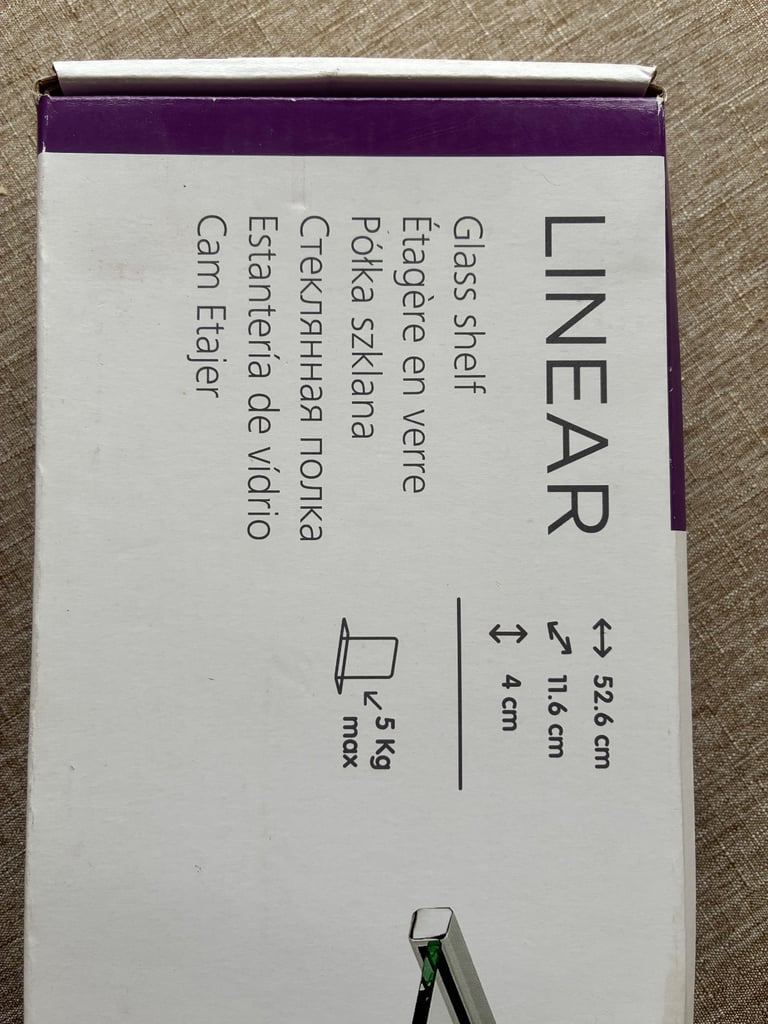 LINEAR
Glass shelf
Étagère en verre
Półka szklana
Стеклянная полка
Estantería de vídrio
Cam Etajer
52.6 cm
11.6 cm
4 cm
5 Kg
max